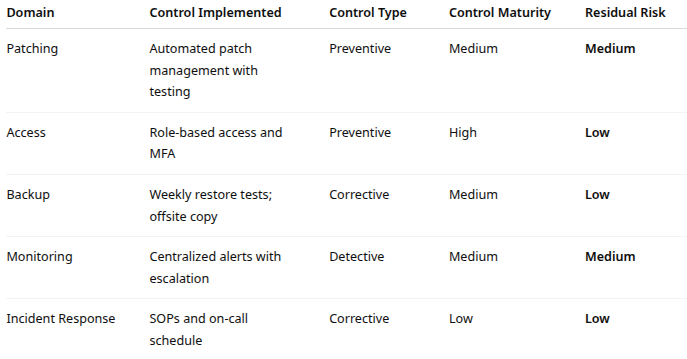 Domain Control Implemented Control Type Control Maturity Residual Risk
Patching Automated patch Preventive Medium Medium
management with
testing
Access Role-based access and Preventive High Low
MFA
Backup Weekly restore tests; Corrective Medium Low
offsite copy
Monitoring Centralized alerts with Detective Medium Medium
escalation
Incident Response SOPs and on-call Corrective Low Low
schedule